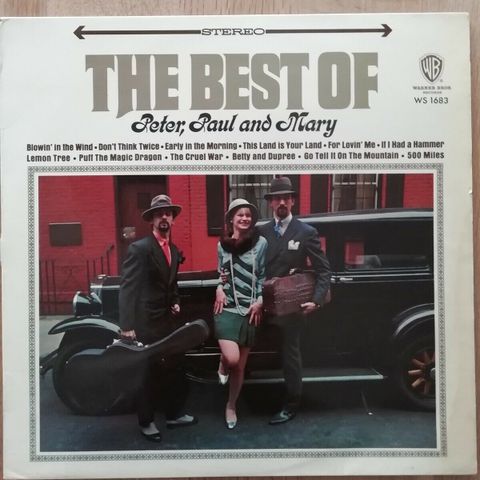 STEREO
THE BEST OF
Peter, Paul and Mary
WB
WARNER BROS
RECORDS
WS 1683
Blowin' in the Wind • Don't Think Twice • Early in the Morning • This Land is Your Land • For Lovin' Me • If I Had a Hammer
Lemon Tree • Puff The Magic Dragon • The Cruel War • Betty and Dupree • Go Tell It On The Mountain • 500 Miles